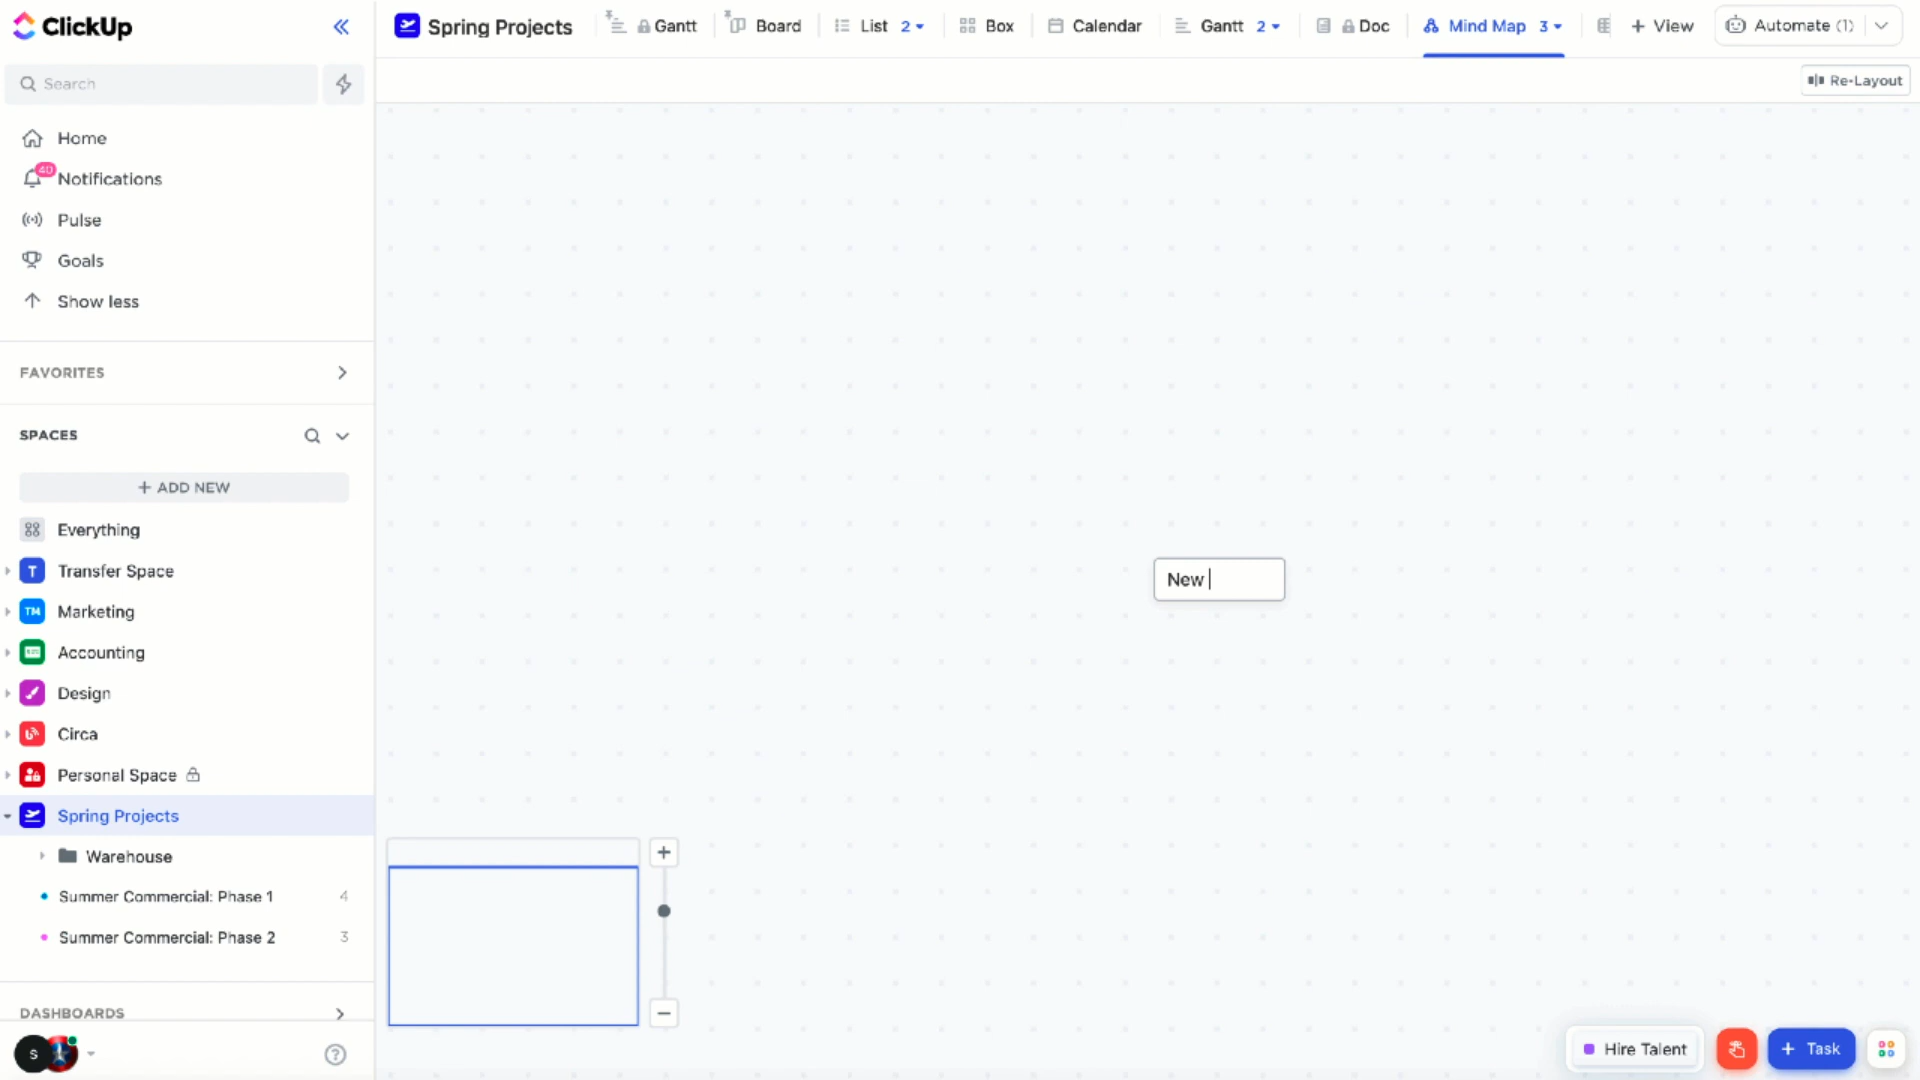 ClickUp
Search
Home
40
Notifications
Pulse
Goals
Show less
FAVORITES
SPACES
+ ADD NEW
Everything
T Transfer Space
TM Marketing
Accounting
Design
Circa
Personal Space
Spring Projects
Warehouse
Summer Commercial: Phase 1 4
Summer Commercial: Phase 2 3
DASHBOARDS
S
?
Spring Projects Gantt Board List 2 Box Calendar Gantt 2 Doc Mind Map 3 + View Automate (1)
Re-Layout
New
+
−
Hire Talent
+ Task